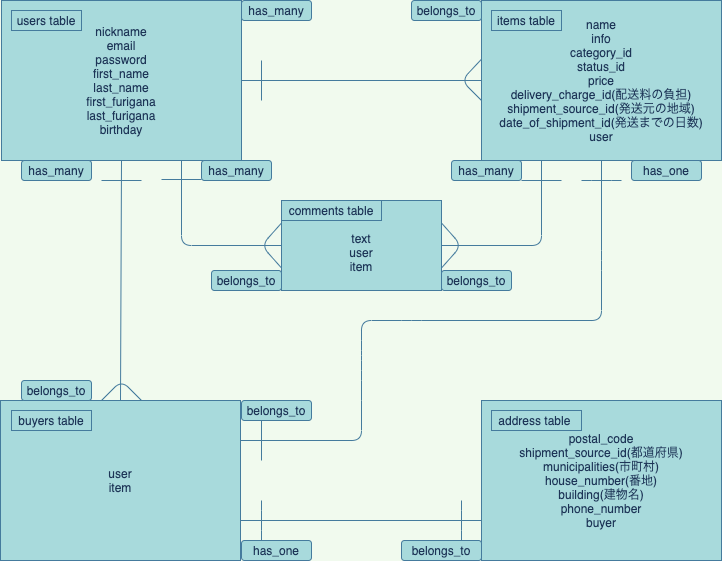 users table
nickname
email
password
first_name
last_name
first_furigana
last_furigana
birthday
has_many
belongs_to
items table
name
info
category_id
status_id
price
delivery_charge_id(配送料の負担)
shipment_source_id(発送元の地域)
date_of_shipment_id(発送までの日数)
user
has_many
has_many
has_many
has_one
comments table
text
user
item
belongs_to
belongs_to
belongs_to
belongs_to
buyers table
user
item
address table
postal_code
shipment_source_id(都道府県)
municipalities(市町村)
house_number(番地)
building(建物名)
phone_number
buyer
has_one
belongs_to